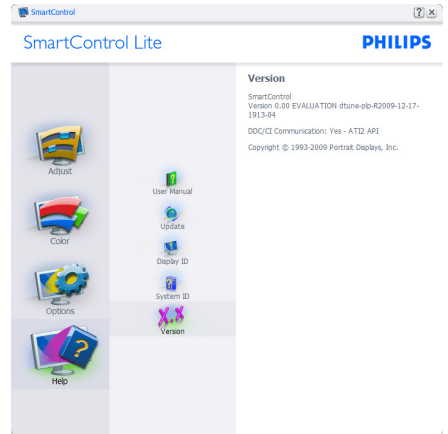 SmartControl
SmartControl Lite
PHILIPS
Adjust
Color
Options
Help
User Manual
Update
Display ID
System ID
X.X
Version
Version
SmartControl
Version 0.00 EVALUATION dtune-plp-R2009-12-17-
1913-04
DDC/CI Communication: Yes - ATI2 API
Copyright © 1993-2009 Portrait Displays, Inc.